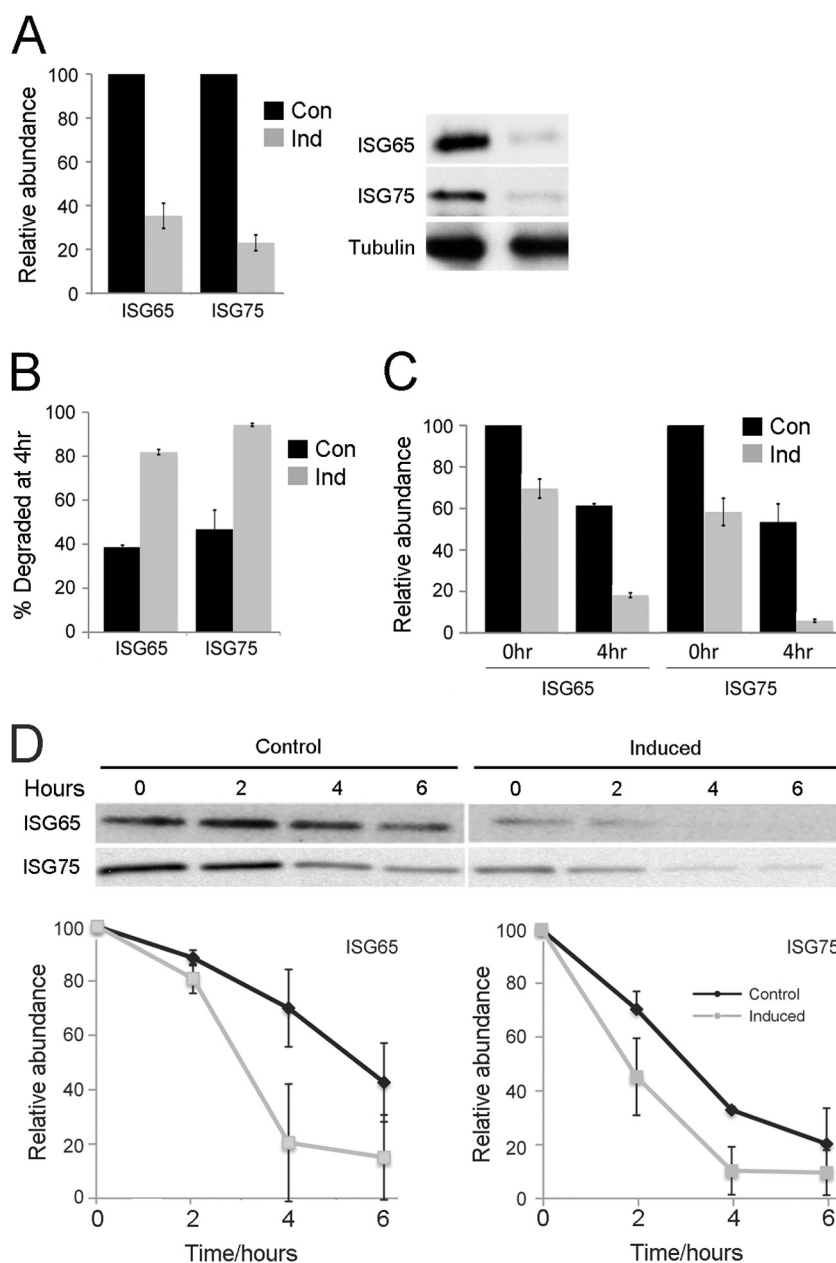 A
Relative abundance
100
80
60
40
20
0
ISG65 ISG75
Con
Ind
ISG65
ISG75
Tubulin
B
% Degraded at 4hr
100
80
60
40
20
0
ISG65 ISG75
Con
Ind
C
Relative abundance
100
80
60
40
20
0
0hr 4hr 0hr 4hr
ISG65 ISG75
Con
Ind
D
Control Induced
Hours 0 2 4 6 0 2 4 6
ISG65
ISG75
Relative abundance
100
80
60
40
20
0
0 2 4 6
Time/hours
ISG65
Relative abundance
100
80
60
40
20
0
0 2 4 6
Time/hours
ISG75
Control
Induced